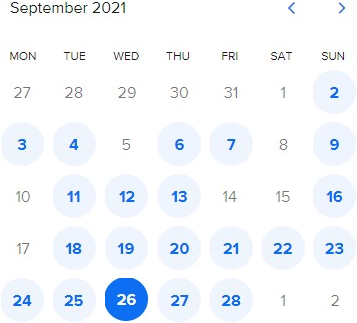 September 2021
MON TUE WED THU FRI SAT SUN
27 28 29 30 31 1 2
3 4 5 6 7 8 9
10 11 12 13 14 15 16
17 18 19 20 21 22 23
24 25 26 27 28 1 2